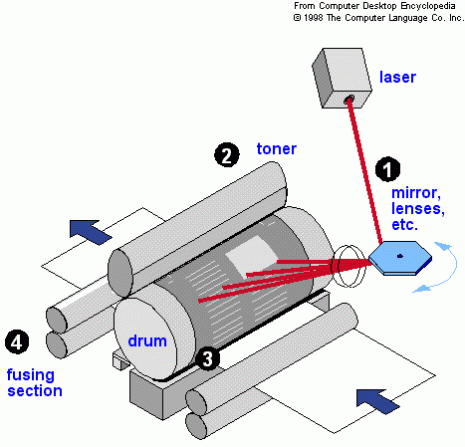 From Computer Desktop Encyclopedia
© 1998 The Computer Language Co. Inc.
laser
1
mirror,
lenses,
etc.
2
toner
drum
3
4
fusing
section